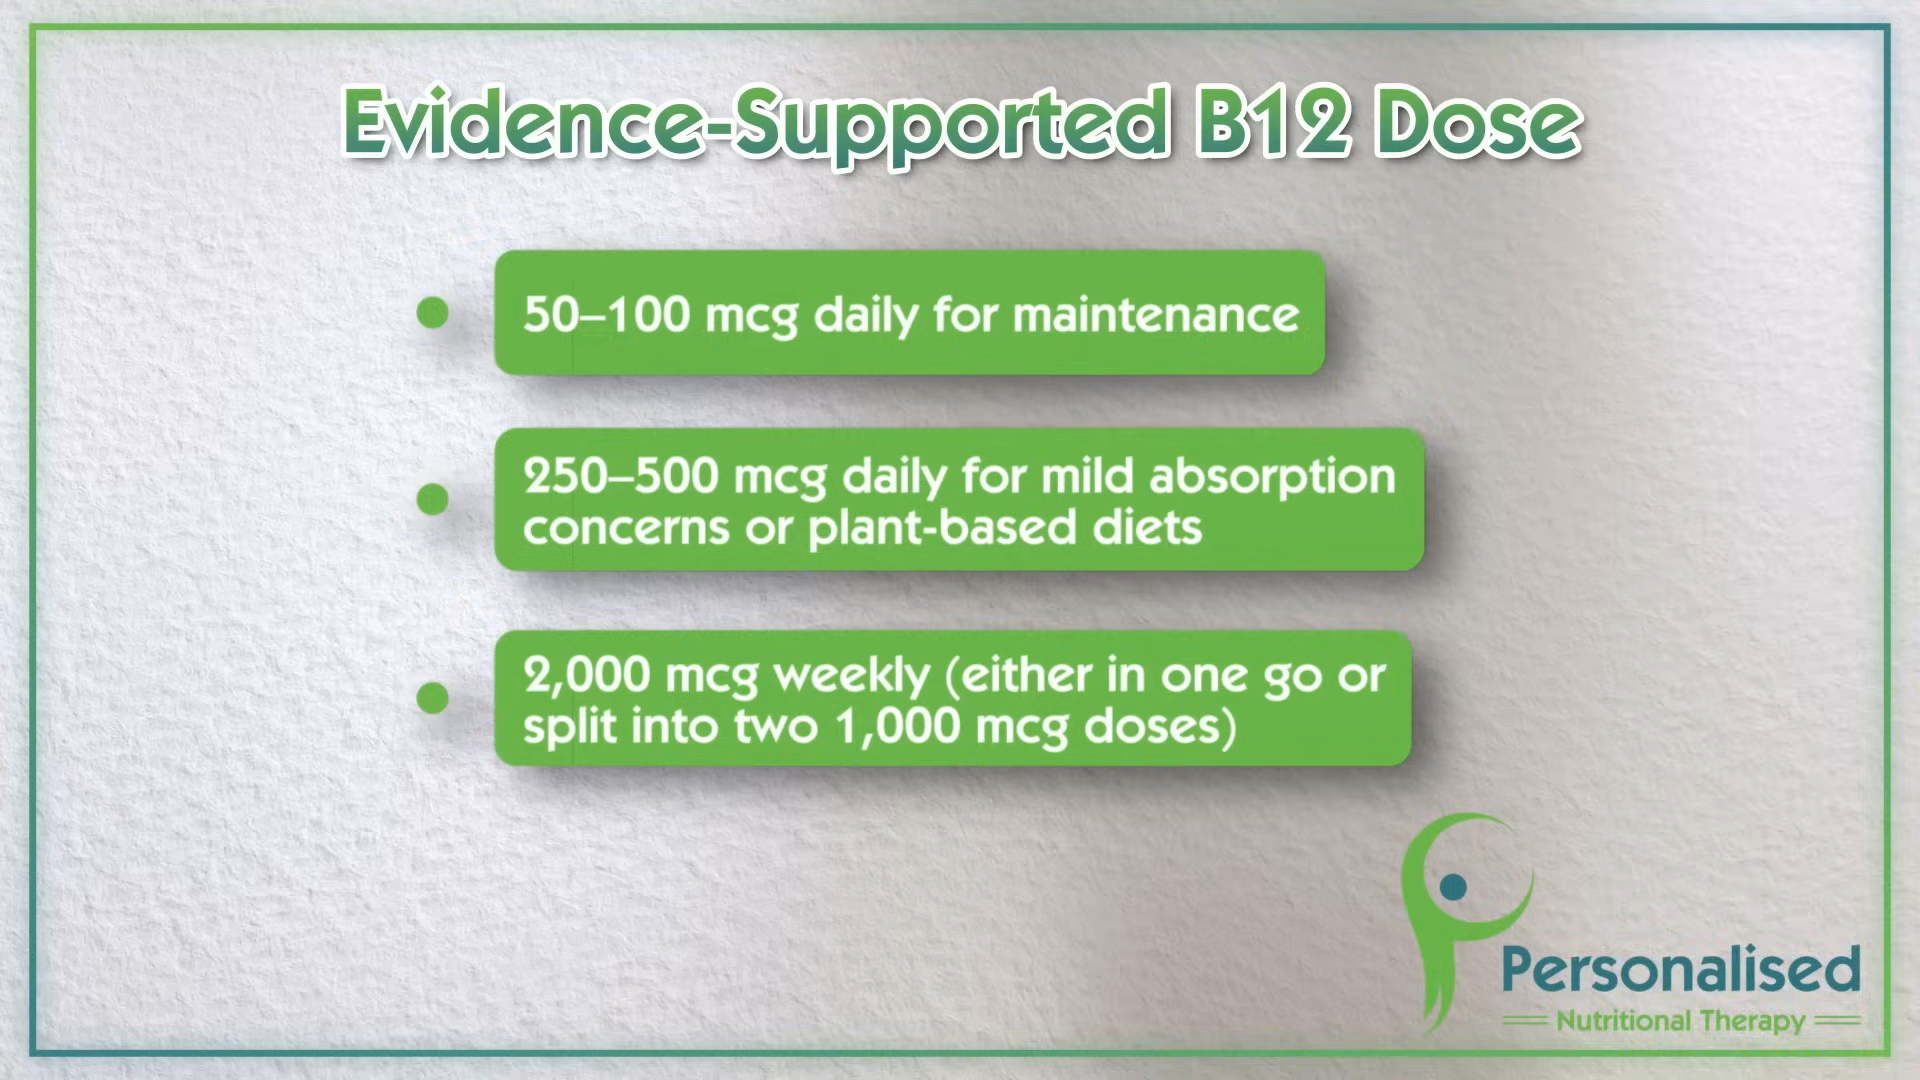 Evidence-Supported B12 Dose
50–100 mcg daily for maintenance
250–500 mcg daily for mild absorption
concerns or plant-based diets
2,000 mcg weekly (either in one go or
split into two 1,000 mcg doses)
Personalised
Nutritional Therapy